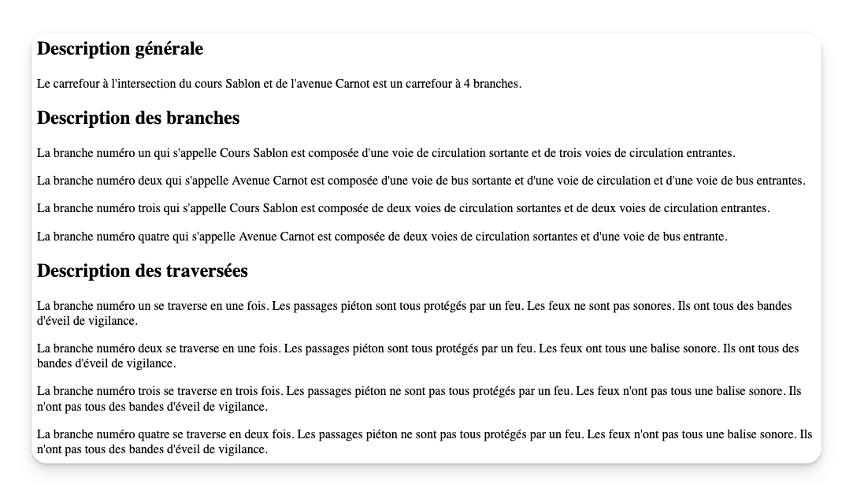 Description générale
Le carrefour à l'intersection du cours Sablon et de l'avenue Carnot est un carrefour à 4 branches.
Description des branches
La branche numéro un qui s'appelle Cours Sablon est composée d'une voie de circulation sortante et de trois voies de circulation entrantes.
La branche numéro deux qui s'appelle Avenue Carnot est composée d'une voie de bus sortante et d'une voie de circulation et d'une voie de bus entrantes.
La branche numéro trois qui s'appelle Cours Sablon est composée de deux voies de circulation sortantes et de deux voies de circulation entrantes.
La branche numéro quatre qui s'appelle Avenue Carnot est composée de deux voies de circulation sortantes et d'une voie de bus entrante.
Description des traversées
La branche numéro un se traverse en une fois. Les passages piéton sont tous protégés par un feu. Les feux ne sont pas sonores. Ils ont tous des bandes
d'éveil de vigilance.
La branche numéro deux se traverse en une fois. Les passages piéton sont tous protégés par un feu. Les feux ont tous une balise sonore. Ils ont tous des
bandes d'éveil de vigilance.
La branche numéro trois se traverse en trois fois. Les passages piéton ne sont pas tous protégés par un feu. Les feux n'ont pas tous une balise sonore. Ils
n'ont pas tous des bandes d'éveil de vigilance.
La branche numéro quatre se traverse en deux fois. Les passages piéton ne sont pas tous protégés par un feu. Les feux n'ont pas tous une balise sonore. Ils
n'ont pas tous des bandes d'éveil de vigilance.